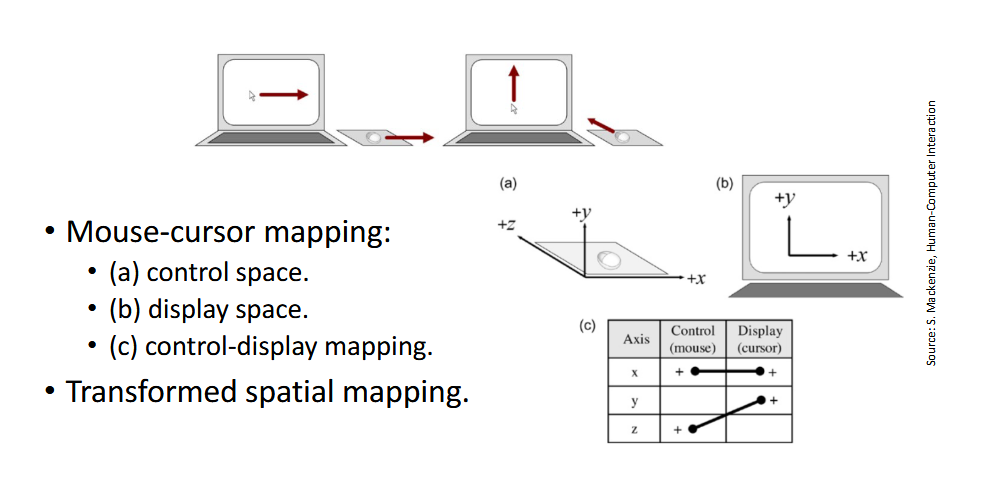 (a)
+z
+y
+x
(b)
+y
+x
• Mouse-cursor mapping:
• (a) control space.
• (b) display space.
• (c) control-display mapping.
• Transformed spatial mapping.
(c)
Axis Control (mouse) Display (cursor)
x + +
y +
z +
Source: S. Mackenzie, Human-Computer Interaction